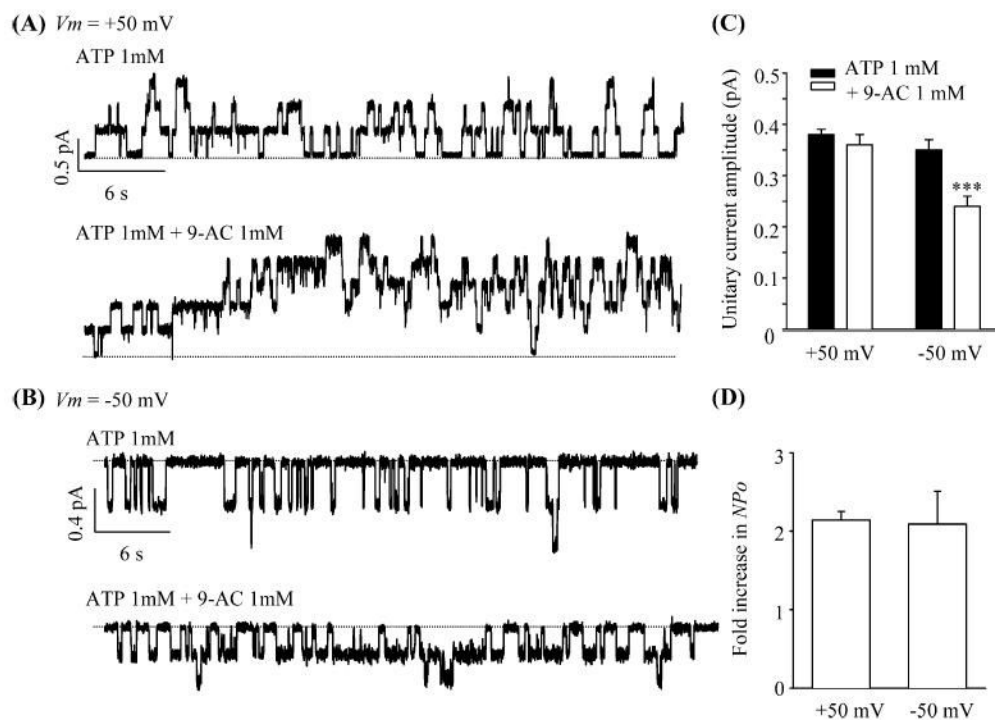 (A) Vm = +50 mV
ATP 1mM
0.5 pA
6 s
ATP 1mM + 9-AC 1mM
(B) Vm = -50 mV
ATP 1mM
0.4 pA
6 s
ATP 1mM + 9-AC 1mM
(C)
ATP 1 mM
+ 9-AC 1 mM
Unitary current amplitude (pA)
0.5
0.4
0.3
0.2
0.1
0
***
+50 mV -50 mV
(D)
Fold increase in NPo
3
2
1
0
+50 mV -50 mV